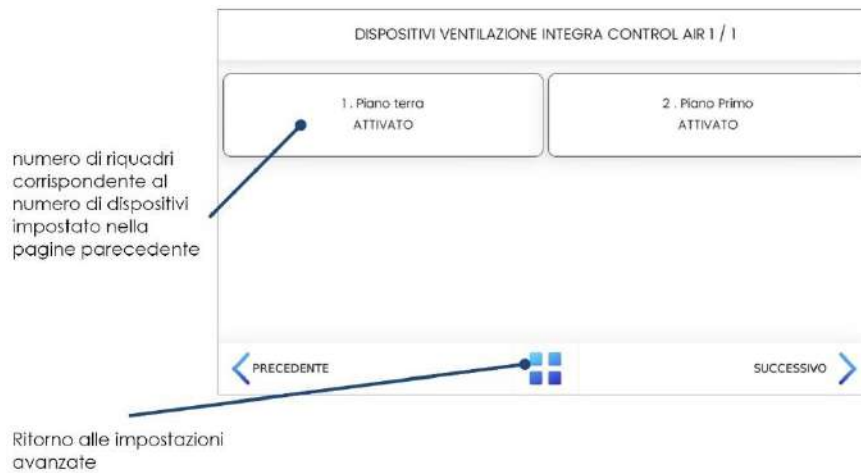 DISPOSITIVI VENTILAZIONE INTEGRA CONTROL AIR 1 / 1
1 . Piano terra
ATTIVATO
2 . Piano Primo
ATTIVATO
numero di riquadri
corrispondente al
numero di dispositivi
impostato nella
pagine parecedente
PRECEDENTE
SUCCESSIVO
Ritorno alle impostazioni
avanzate